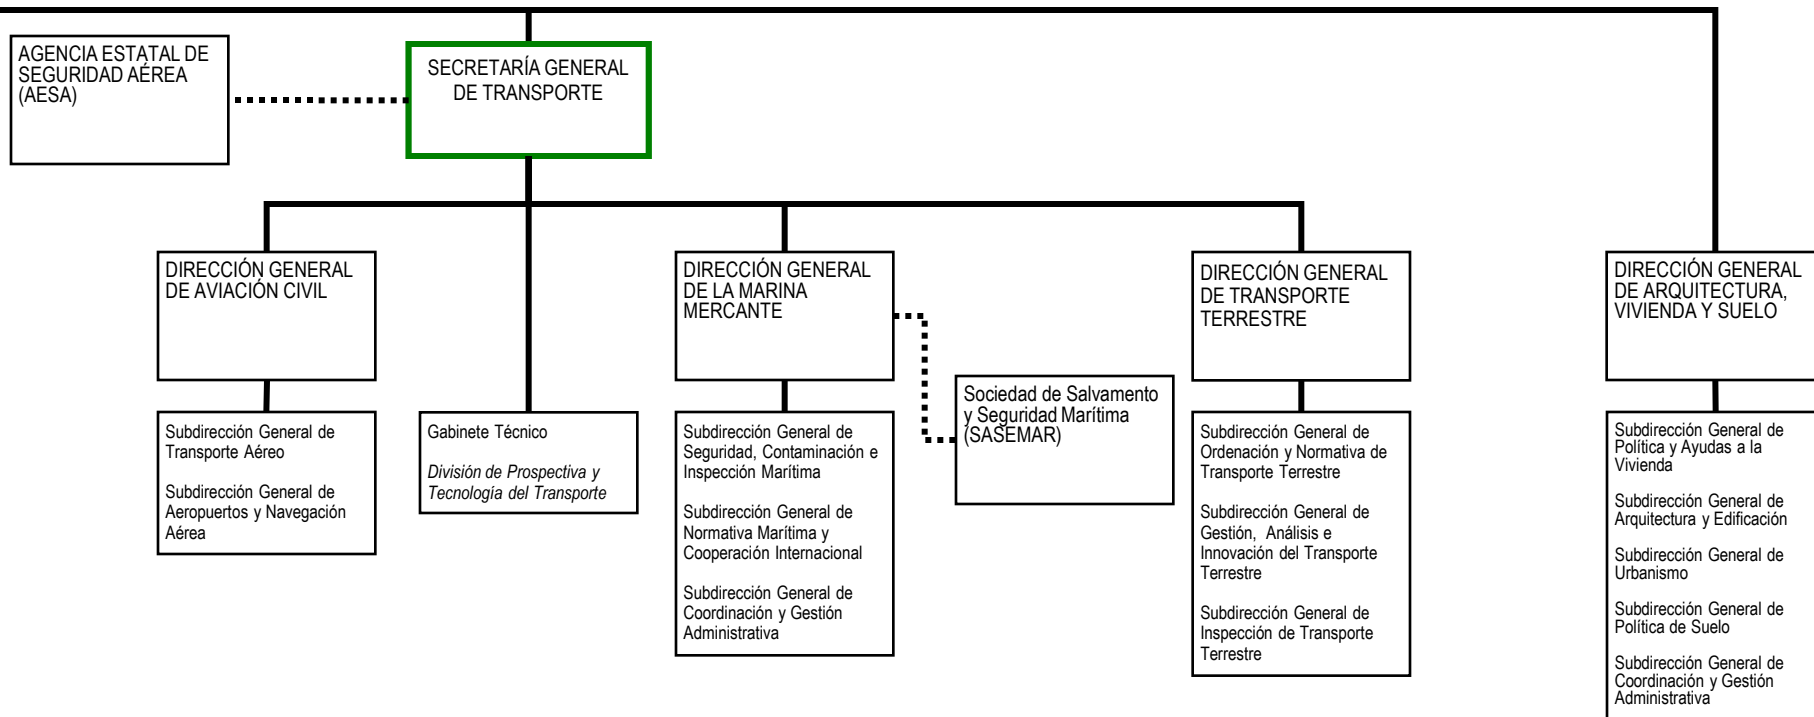 AGENCIA ESTATAL DE
SEGURIDAD AÉREA
(AESA)
SECRETARÍA GENERAL
DE TRANSPORTE
DIRECCIÓN GENERAL
DE AVIACIÓN CIVIL
DIRECCIÓN GENERAL
DE LA MARINA
MERCANTE
DIRECCIÓN GENERAL
DE TRANSPORTE
TERRESTRE
DIRECCIÓN GENERAL
DE ARQUITECTURA,
VIVIENDA Y SUELO
Subdirección General de
Transporte Aéreo
Subdirección General de
Aeropuertos y Navegación
Aérea
Gabinete Técnico
División de Prospectiva y
Tecnología del Transporte
Subdirección General de
Seguridad, Contaminación e
Inspección Marítima
Subdirección General de
Normativa Marítima y
Cooperación Internacional
Subdirección General de
Coordinación y Gestión
Administrativa
Sociedad de Salvamento
y Seguridad Marítima
(SASEMAR)
Subdirección General de
Ordenación y Normativa de
Transporte Terrestre
Subdirección General de
Gestión, Análisis e
Innovación del Transporte
Terrestre
Subdirección General de
Inspección de Transporte
Terrestre
Subdirección General de
Política y Ayudas a la
Vivienda
Subdirección General de
Arquitectura y Edificación
Subdirección General de
Urbanismo
Subdirección General de
Política de Suelo
Subdirección General de
Coordinación y Gestión
Administrativa